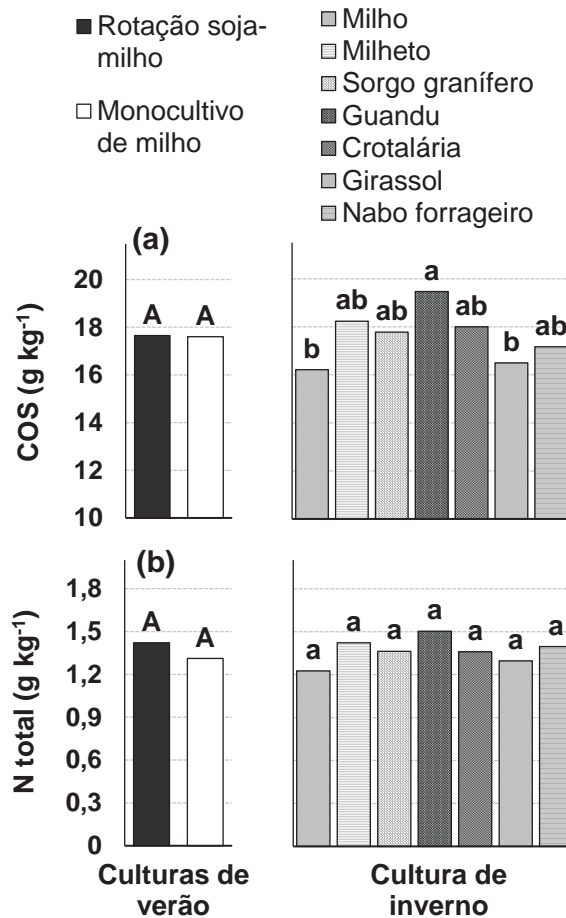 Rotação soja-
milho
Monocultivo
de milho
Milho
Milheto
Sorgo granífero
Guandu
Crotalária
Girassol
Nabo forrageiro
(a)
COS (g kg⁻¹)
20
18
16
14
12
10
A A
b ab ab a ab b ab
(b)
N total (g kg⁻¹)
1,8
1,5
1,2
0,9
0,6
0,3
0
A A
a a a a a a a
Culturas de
verão
Cultura de
inverno